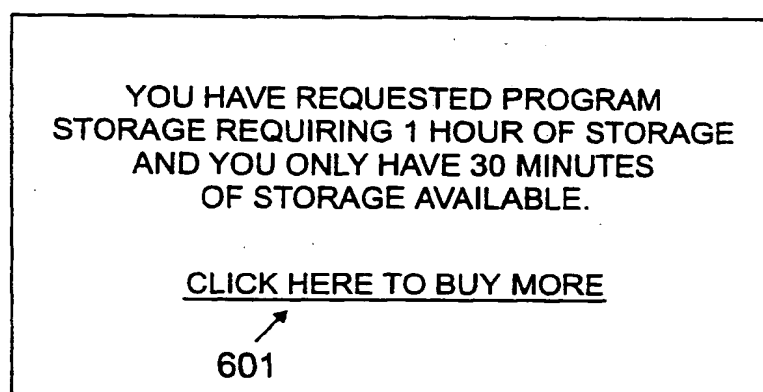 YOU HAVE REQUESTED PROGRAM
STORAGE REQUIRING 1 HOUR OF STORAGE
AND YOU ONLY HAVE 30 MINUTES
OF STORAGE AVAILABLE.
CLICK HERE TO BUY MORE
601